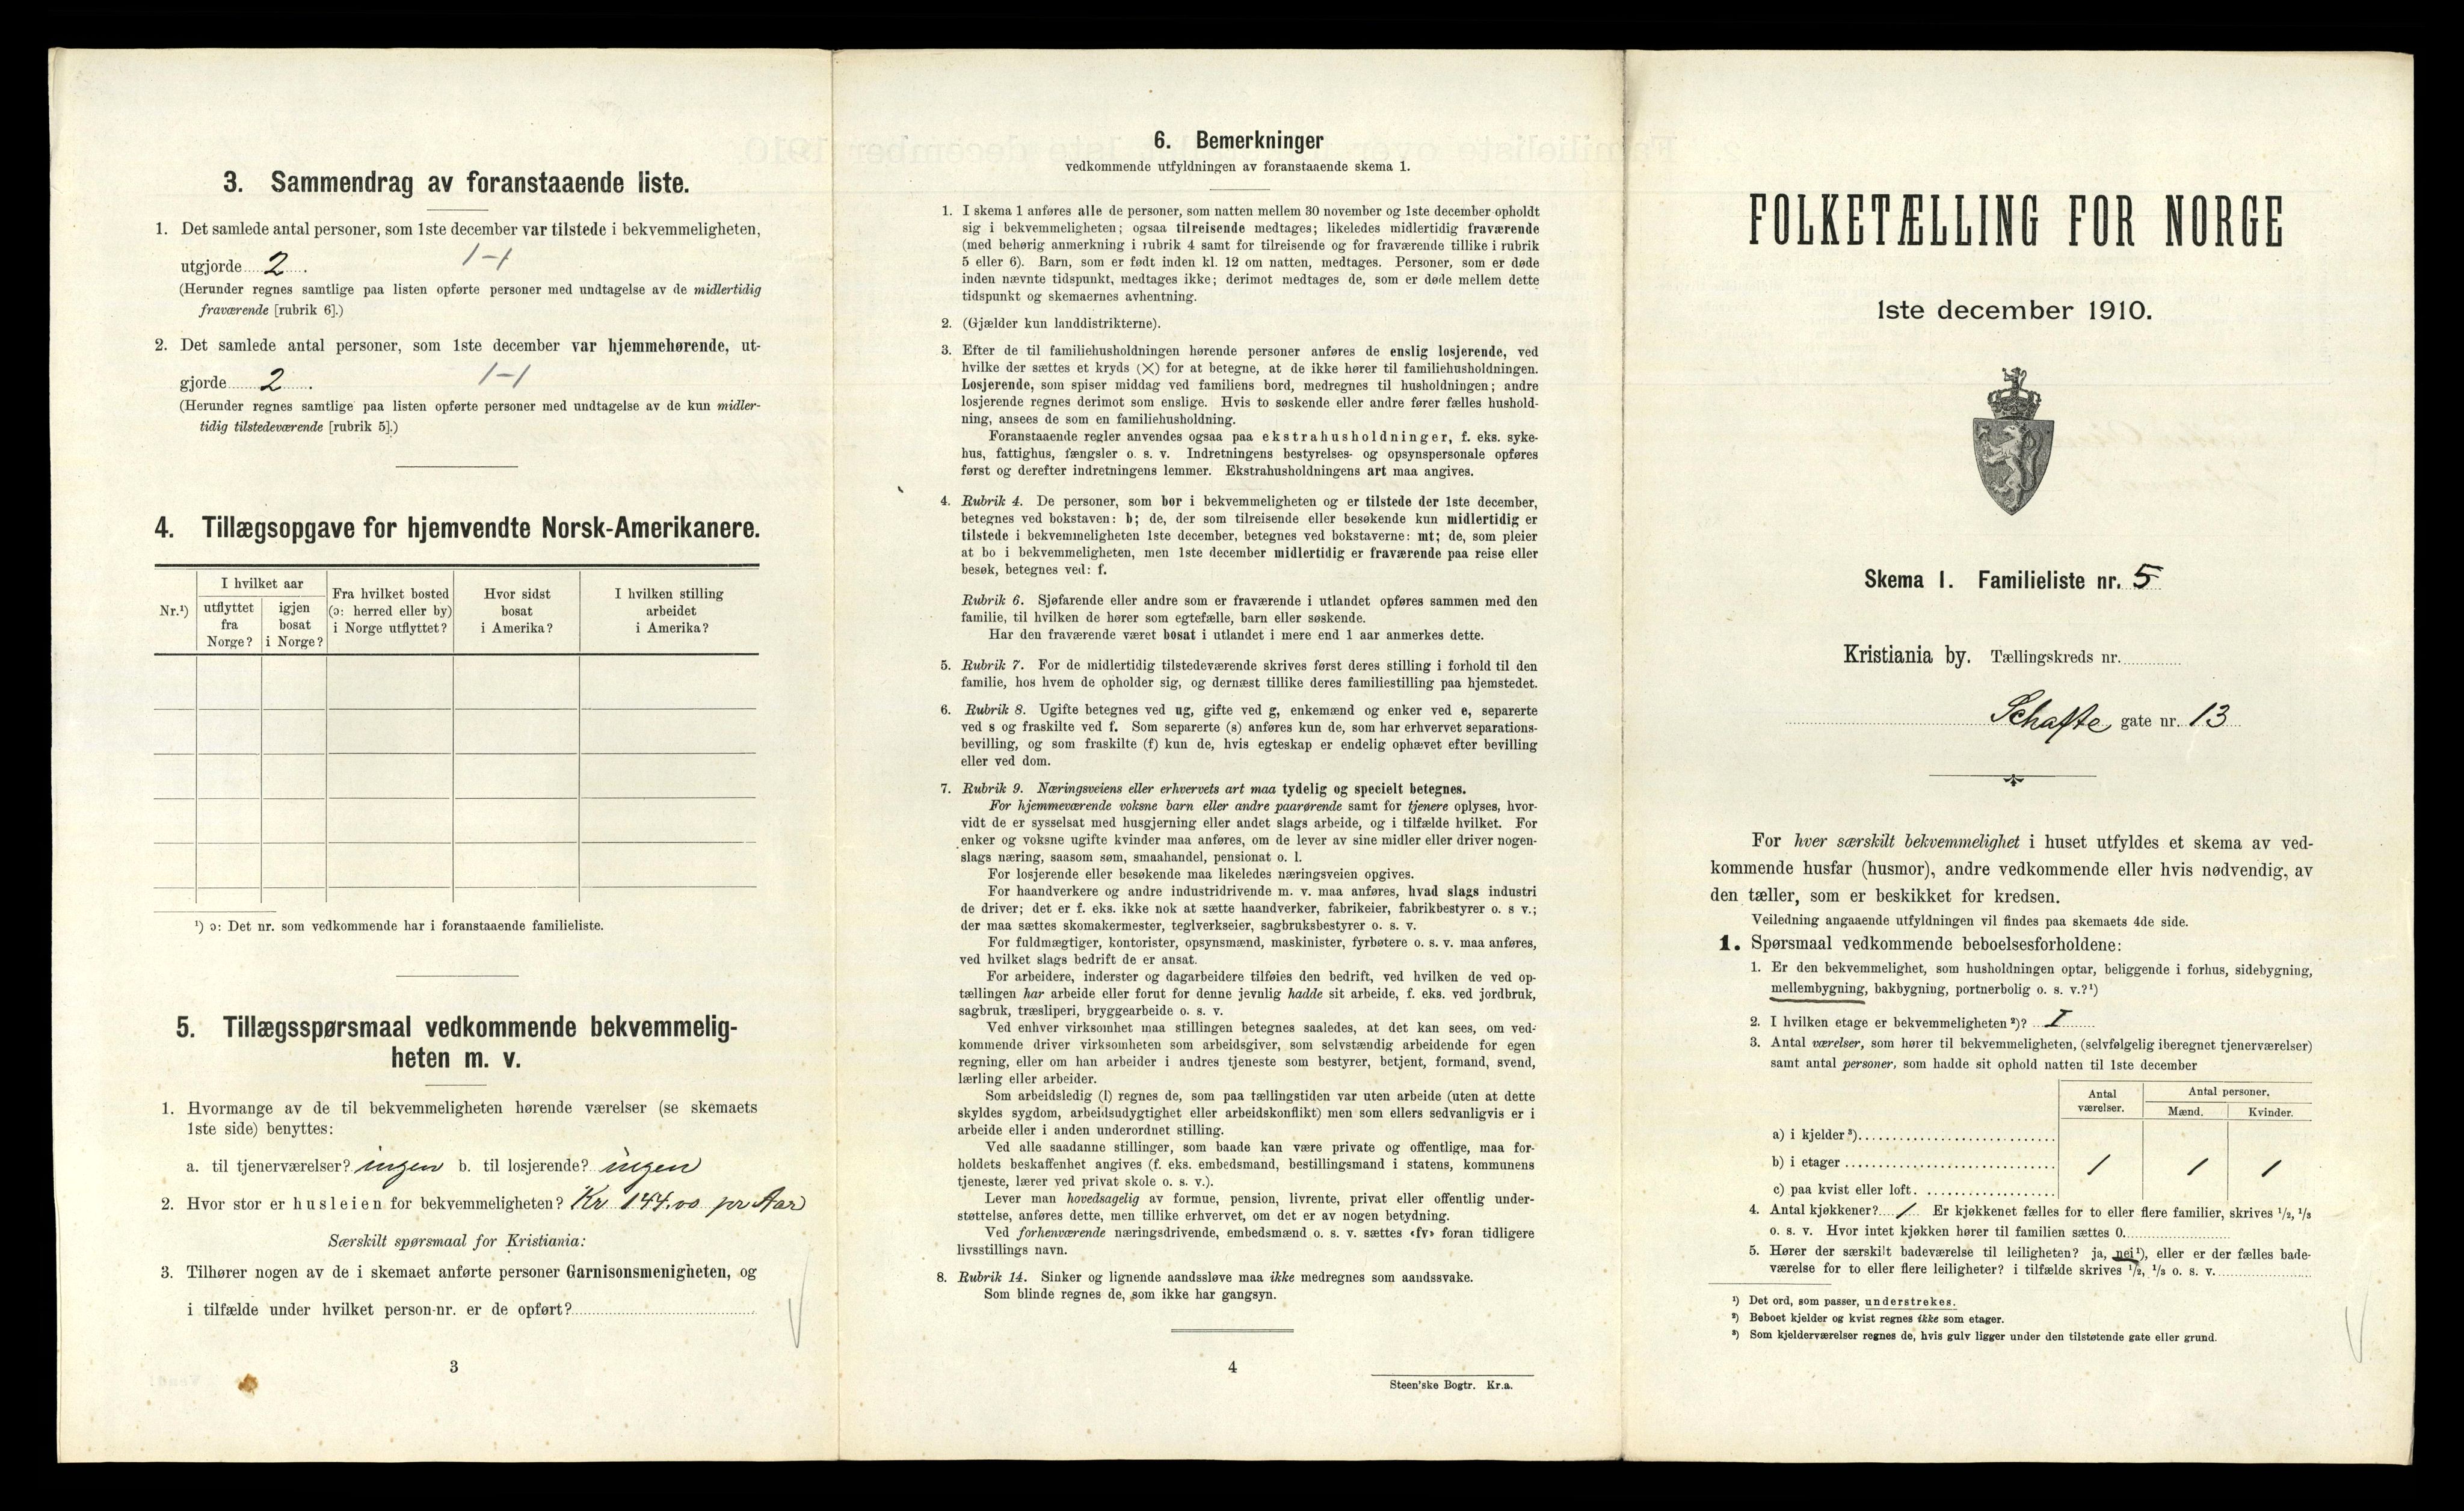 3. Sammendrag av foranstaaende liste.
1. Det samlede antal personer, som 1ste december var tilstede i bekvemmeligheten,
utgjorde 2. 1-1
(Herunder regnes samtlige paa listen opførte personer med undtagelse av de midlertidig
fraværende [rubrik 6].)
2. Det samlede antal personer, som 1ste december var hjemmehørende, ut-
gjorde 2. 1-1
(Herunder regnes samtlige paa listen opførte personer med undtagelse av de kun midler-
tidig tilstedeværende [rubrik 5].)
4. Tillægsopgave for hjemvendte Norsk-Amerikanere.
Nr.¹)
I hvilket aar
utflyttet
fra
Norge?
igjen
bosat
i Norge?
Fra hvilket bosted
(ɔ: herred eller by)
i Norge utflyttet?
Hvor sidst
bosat
i Amerika?
I hvilken stilling
arbeidet
i Amerika?
¹) ɔ: Det nr. som vedkommende har i foranstaaende familieliste.
5. Tillægsspørsmaal vedkommende bekvemmelig-
heten m. v.
1. Hvormange av de til bekvemmeligheten hørende værelser (se skemaets
1ste side) benyttes:
a. til tjenerværelser? ingen b. til losjerende? ingen
2. Hvor stor er husleien for bekvemmeligheten? Kr 144.00 pr Aar
Særskilt spørsmaal for Kristiania:
3. Tilhører nogen av de i skemaet anførte personer Garnisonsmenigheten, og
i tilfælde under hvilket person-nr. er de opført?
3
6. Bemerkninger
vedkommende utfyldningen av foranstaaende skema 1.
1. I skema 1 anføres alle de personer, som natten mellem 30 november og 1ste december opholdt
sig i bekvemmeligheten; ogsaa tilreisende medtages; likeledes midlertidig fraværende
(med behørig anmerkning i rubrik 4 samt for tilreisende og for fraværende tillike i rubrik
5 eller 6). Barn, som er født inden kl. 12 om natten, medtages. Personer, som er døde
inden nævnte tidspunkt, medtages ikke; derimot medtages de, som er døde mellem dette
tidspunkt og skemaernes avhentning.
2. (Gjælder kun landdistrikterne).
3. Efter de til familiehusholdningen hørende personer anføres de enslig losjerende, ved
hvilke der sættes et kryds (×) for at betegne, at de ikke hører til familiehusholdningen.
Losjerende, som spiser middag ved familiens bord, medregnes til husholdningen; andre
losjerende regnes derimot som enslige. Hvis to søskende eller andre fører fælles hushold-
ning, ansees de som en familiehusholdning.
Foranstaaende regler anvendes ogsaa paa ekstrahusholdninger, f. eks. syke-
hus, fattighus, fængsler o. s. v. Indretningens bestyrelses- og opsynspersonale opføres
først og derefter indretningens lemmer. Ekstrahusholdningens art maa angives.
4. Rubrik 4. De personer, som bor i bekvemmeligheten og er tilstede der 1ste december,
betegnes ved bokstaven: b; de, der som tilreisende eller besøkende kun midlertidig er
tilstede i bekvemmeligheten 1ste december, betegnes ved bokstaverne: mt; de, som pleier
at bo i bekvemmeligheten, men 1ste december midlertidig er fraværende paa reise eller
besøk, betegnes ved: f.
Rubrik 6. Sjøfarende eller andre som er fraværende i utlandet opføres sammen med den
familie, til hvilken de hører som egtefælle, barn eller søskende.
Har den fraværende været bosat i utlandet i mere end 1 aar anmerkes dette.
5. Rubrik 7. For de midlertidig tilstedeværende skrives først deres stilling i forhold til den
familie, hos hvem de opholder sig, og dernæst tillike deres familiestilling paa hjemstedet.
6. Rubrik 8. Ugifte betegnes ved ug, gifte ved g, enkemænd og enker ved e, separerte
ved s og fraskilte ved f. Som separerte (s) anføres kun de, som har erhvervet separations-
bevilling, og som fraskilte (f) kun de, hvis egteskap er endelig ophævet efter bevilling
eller ved dom.
7. Rubrik 9. Næringsveiens eller erhvervets art maa tydelig og specielt betegnes.
For hjemmeværende voksne barn eller andre paarørende samt for tjenere oplyses, hvor-
vidt de er sysselsat med husgjerning eller andet slags arbeide, og i tilfælde hvilket. For
enker og voksne ugifte kvinder maa anføres, om de lever av sine midler eller driver nogen-
slags næring, saasom søm, smaahandel, pensionat o. l.
For losjerende eller besøkende maa likeledes næringsveien opgives.
For haandverkere og andre industridrivende m. v. maa anføres, hvad slags industri
de driver; det er f. eks. ikke nok at sætte haandverker, fabrikeier, fabrikbestyrer o. s v.;
der maa sættes skomakermester, teglverkseier, sagbruksbestyrer o. s. v.
For fuldmægtiger, kontorister, opsynsmænd, maskinister, fyrbøtere o. s. v. maa anføres,
ved hvilket slags bedrift de er ansat.
For arbeidere, inderster og dagarbeidere tilføies den bedrift, ved hvilken de ved op-
tællingen har arbeide eller forut for denne jevnlig hadde sit arbeide, f. eks. ved jordbruk,
sagbruk, træsliperi, bryggearbeide o. s. v.
Ved enhver virksomhet maa stillingen betegnes saaledes, at det kan sees, om ved-
kommende driver virksomheten som arbeidsgiver, som selvstændig arbeidende for egen
regning, eller om han arbeider i andres tjeneste som bestyrer, betjent, formand, svend,
lærling eller arbeider.
Som arbeidsledig (l) regnes de, som paa tællingstiden var uten arbeide (uten at dette
skyldes sygdom, arbeidsudygtighet eller arbeidskonflikt) men som ellers sedvanligvis er i
arbeide eller i anden underordnet stilling.
Ved alle saadanne stillinger, som baade kan være private og offentlige, maa for-
holdets beskaffenhet angives (f. eks. embedsmand, bestillingsmand i statens, kommunens
tjeneste, lærer ved privat skole o. s. v.).
Lever man hovedsagelig av formue, pension, livrente, privat eller offentlig under-
støttelse, anføres dette, men tillike erhvervet, om det er av nogen betydning.
Ved forhenværende næringsdrivende, embedsmænd o. s. v. sættes «fv» foran tidligere
livsstillings navn.
8. Rubrik 14. Sinker og lignende aandssløve maa ikke medregnes som aandssvake.
Som blinde regnes de, som ikke har gangsyn.
4
Steen'ske Bogtr. Kr.a.
FOLKETÆLLING FOR NORGE
1ste december 1910.
Skema 1. Familieliste nr. 5
Kristiania by. Tællingskreds nr.
Schafte gate nr. 13
For hver særskilt bekvemmelighet i huset utfyldes et skema av ved-
kommende husfar (husmor), andre vedkommende eller hvis nødvendig, av
den tæller, som er beskikket for kredsen.
Veiledning angaaende utfyldningen vil findes paa skemaets 4de side.
1. Spørsmaal vedkommende beboelsesforholdene:
1. Er den bekvemmelighet, som husholdningen optar, beliggende i forhus, sidebygning,
mellembygning, bakbygning, portnerbolig o. s. v.?¹)
2. I hvilken etage er bekvemmeligheten²)? I
3. Antal værelser, som hører til bekvemmeligheten, (selvfølgelig iberegnet tjenerværelser)
samt antal personer, som hadde sit ophold natten til 1ste december
Antal
værelser.
Antal personer.
Mænd. Kvinder.
a) i kjelder³)
b) i etager 1 1 1
c) paa kvist eller loft.
4. Antal kjøkkener? 1 Er kjøkkenet fælles for to eller flere familier, skrives ¹/₂, ¹/₃
o. s. v. Hvor intet kjøkken hører til familien sættes 0.
5. Hører der særskilt badeværelse til leiligheten? ja, nei¹), eller er der fælles bade-
værelse for to eller flere leiligheter? i tilfælde skrives ¹/₂, ¹/₃ o. s. v.
¹) Det ord, som passer, understrekes.
²) Beboet kjelder og kvist regnes ikke som etager.
³) Som kjelderværelser regnes de, hvis gulv ligger under den tilstøtende gate eller grund.